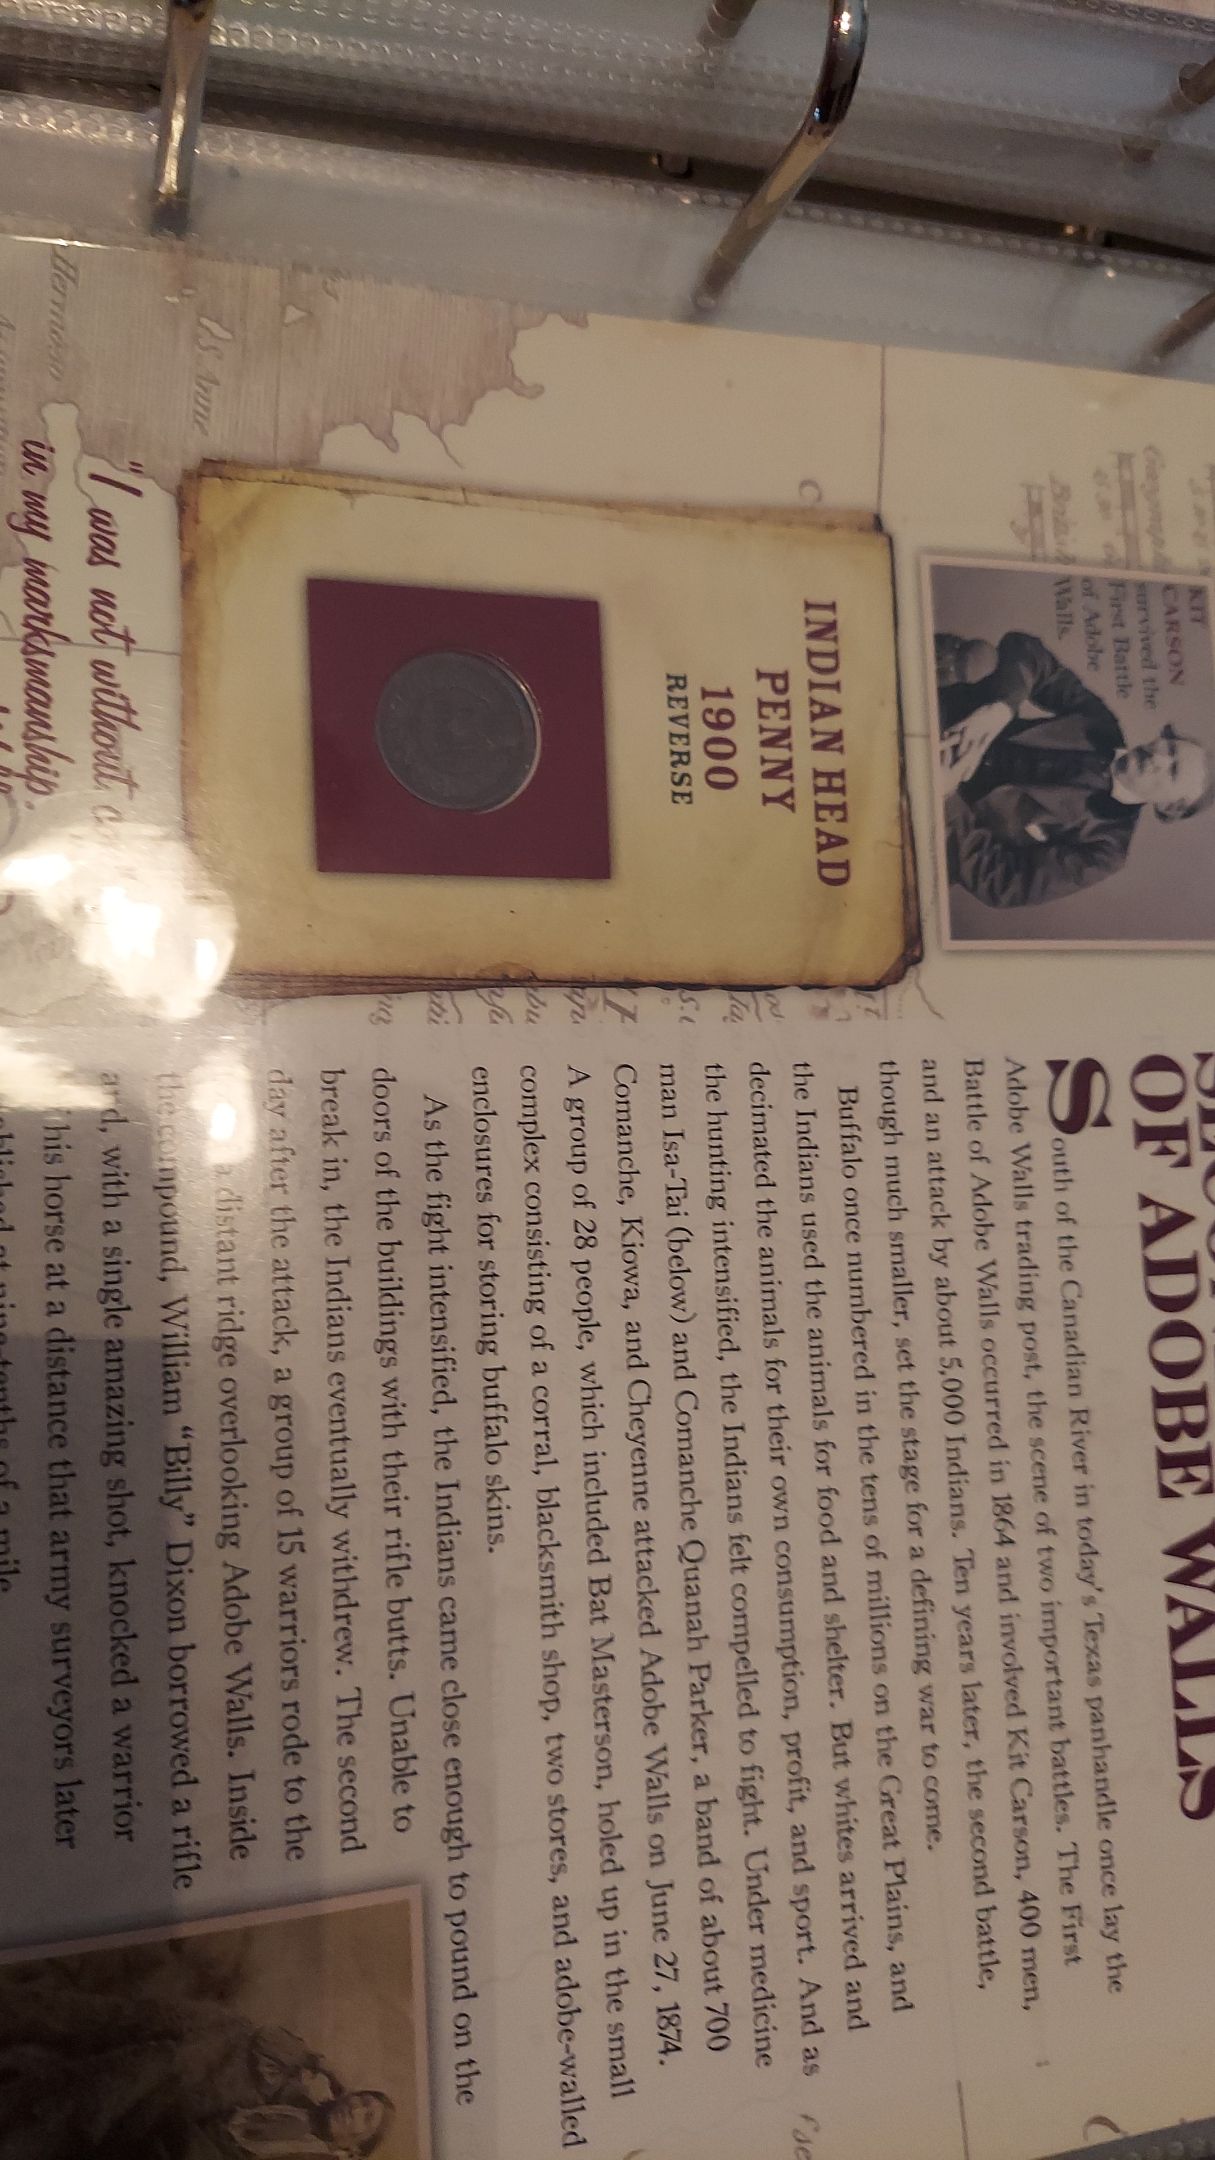 KIT
CARSON
survived the
First Battle
of Adobe
Walls.
INDIAN HEAD
PENNY
1900
REVERSE
"I was not without
in my marksmanship.
OF ADOBE WALLS
South of the Canadian River in today's Texas panhandle once lay the
Adobe Walls trading post, the scene of two important battles. The First
Battle of Adobe Walls occurred in 1864 and involved Kit Carson, 400 men,
and an attack by about 5,000 Indians. Ten years later, the second battle,
though much smaller, set the stage for a defining war to come.
Buffalo once numbered in the tens of millions on the Great Plains, and
the Indians used the animals for food and shelter. But whites arrived and
decimated the animals for their own consumption, profit, and sport. And as
the hunting intensified, the Indians felt compelled to fight. Under medicine
man Isa-Tai (below) and Comanche Quanah Parker, a band of about 700
Comanche, Kiowa, and Cheyenne attacked Adobe Walls on June 27, 1874.
A group of 28 people, which included Bat Masterson, holed up in the small
complex consisting of a corral, blacksmith shop, two stores, and adobe-walled
enclosures for storing buffalo skins.
As the fight intensified, the Indians came close enough to pound on the
doors of the buildings with their rifle butts. Unable to
break in, the Indians eventually withdrew. The second
day after the attack, a group of 15 warriors rode to the
a distant ridge overlooking Adobe Walls. Inside
the compound, William "Billy" Dixon borrowed a rifle
with a single amazing shot, knocked a warrior
his horse at a distance that army surveyors later
at nine-tenths of a mile